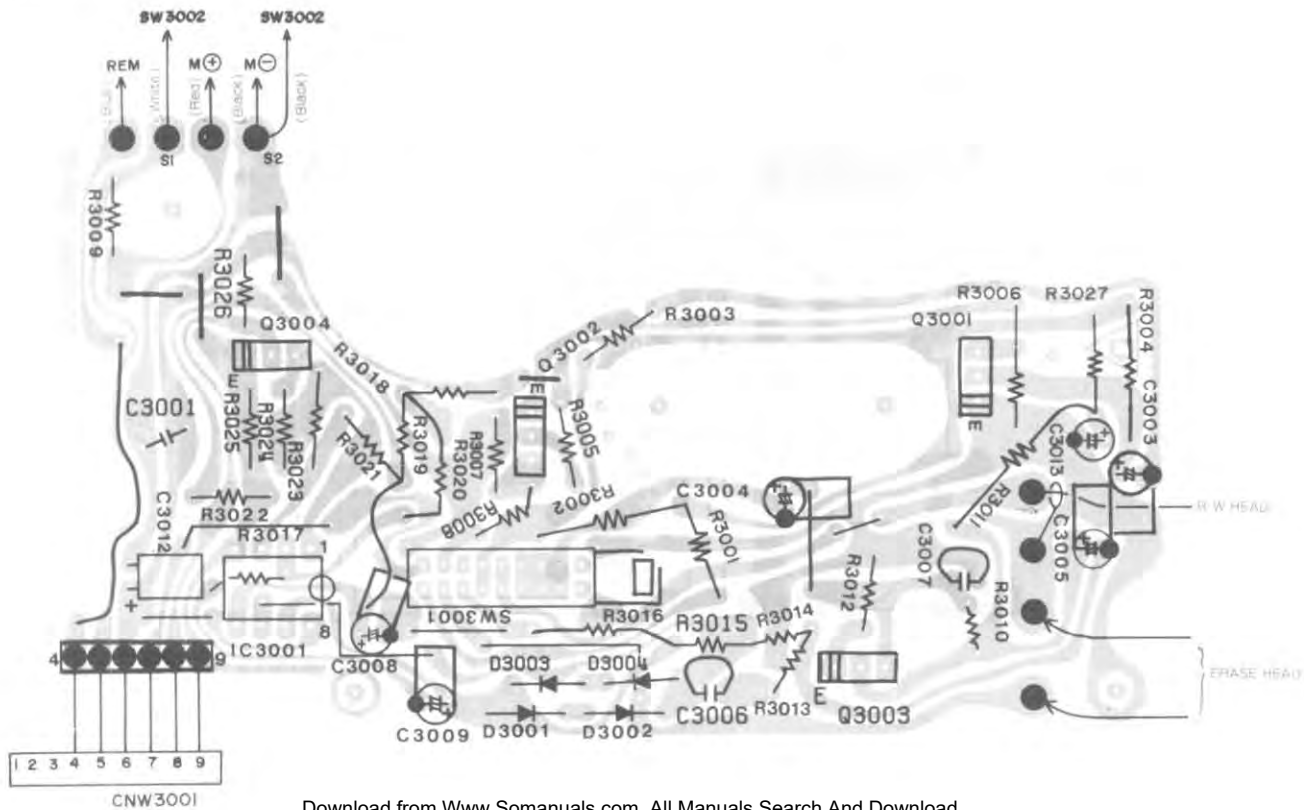 SW3002
SW3002
REM
M⊕
M⊖
(White)
(Red)
(Black)
(Black)
S1
S2
R3009
R3026
Q3004
R3018
Q3002
R3003
Q3001
R3006
R3027
R3004
E
E
E
C3001
R3025
R3024
R3023
R3021
R3019
R3020
R3007
R3005
R3008
R3002
C3004
R3001
R3011
C3013
C3003
R/W HEAD
R3022
R3017
C3012
+
1
8
IC3001
SW3001
R3016
R3015
R3014
R3012
C3007
R3010
C3005
4
9
C3008
D3003
D3004
C3006
R3013
E
Q3003
ERASE HEAD
C3009
D3001
D3002
1 2 3 4 5 6 7 8 9
CNW3001
Download from Www.Somanuals.com. All Manuals Search And Download.